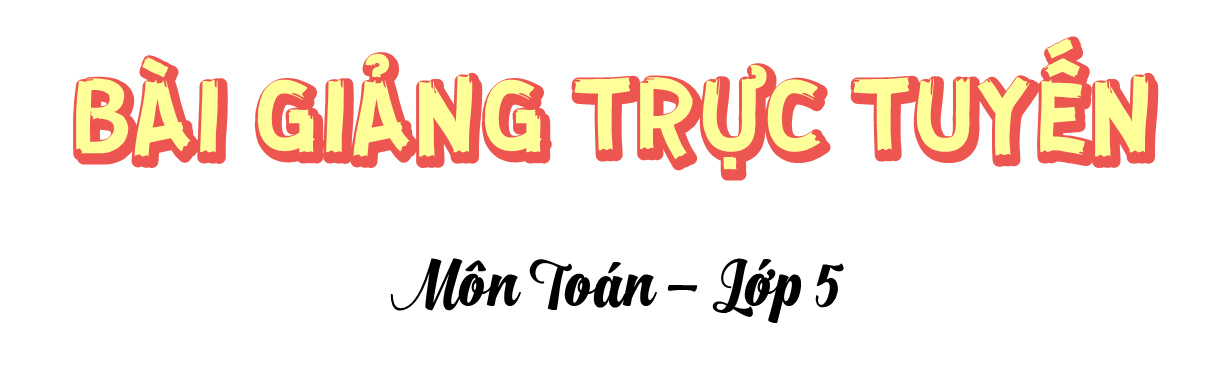 BÀI GIẢNG TRỰC TUYẾN
Môn Toán – Lớp 5